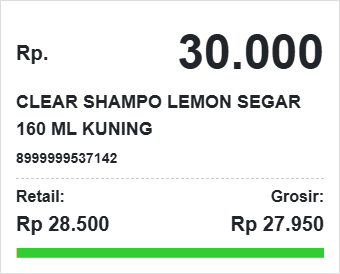 Rp. 30.000
CLEAR SHAMPO LEMON SEGAR
160 ML KUNING
8999999537142
Retail: Grosir:
Rp 28.500 Rp 27.950